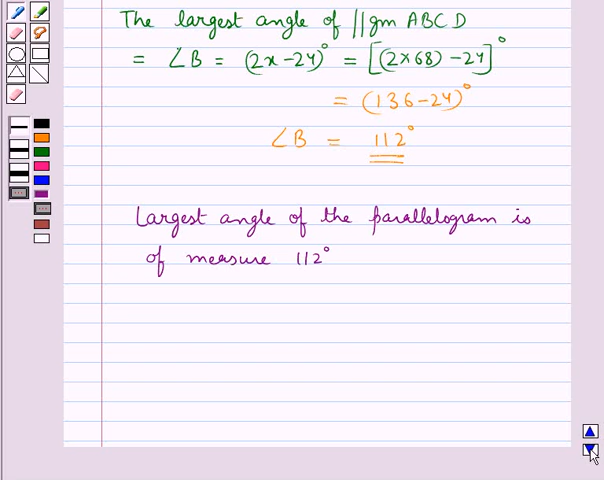 The largest angle of ||gm ABCD
= ∠B = (2x-24)° = [(2×68)-24]°
= (136-24)°
∠B = 112°
Largest angle of the parallelogram is
of measure 112°